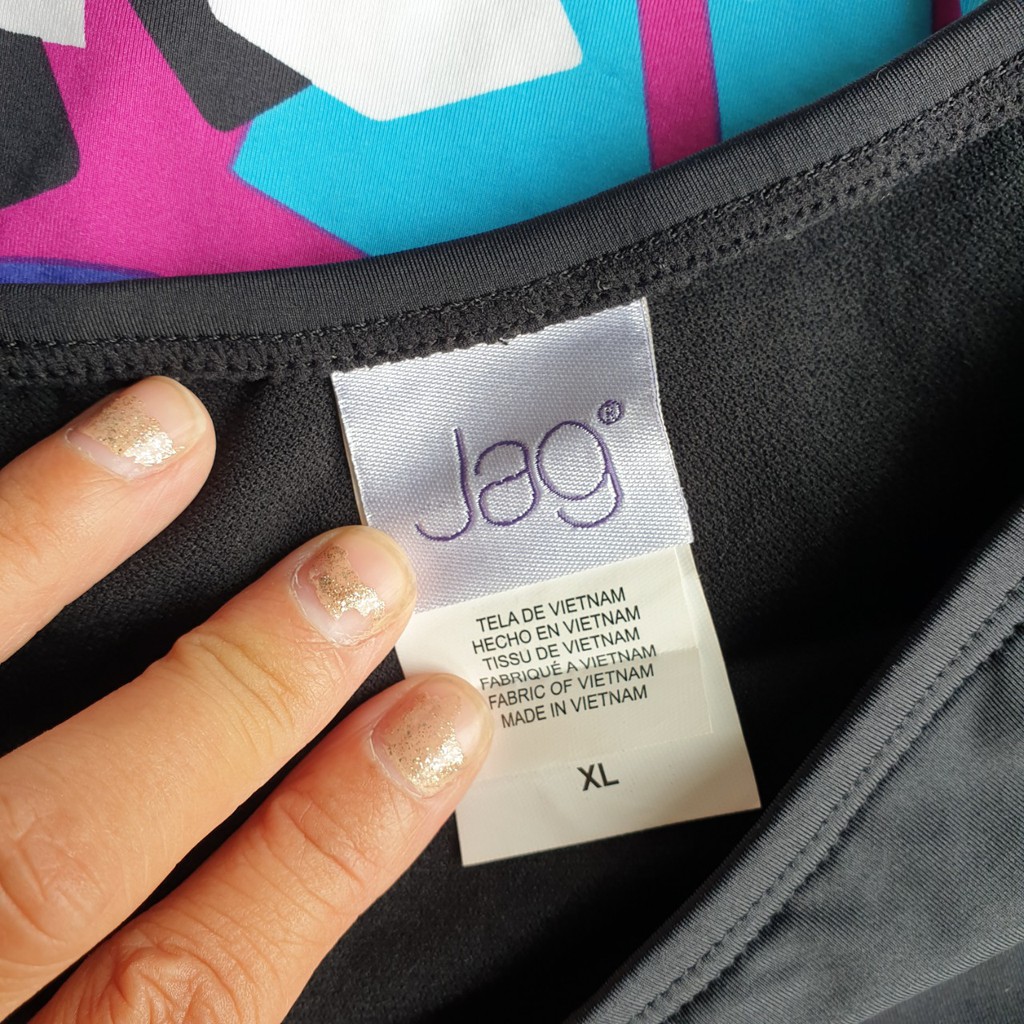 Jag®
TELA DE VIETNAM
HECHO EN VIETNAM
TISSU DE VIETNAM
FABRIQUÉ A VIETNAM
FABRIC OF VIETNAM
MADE IN VIETNAM
XL